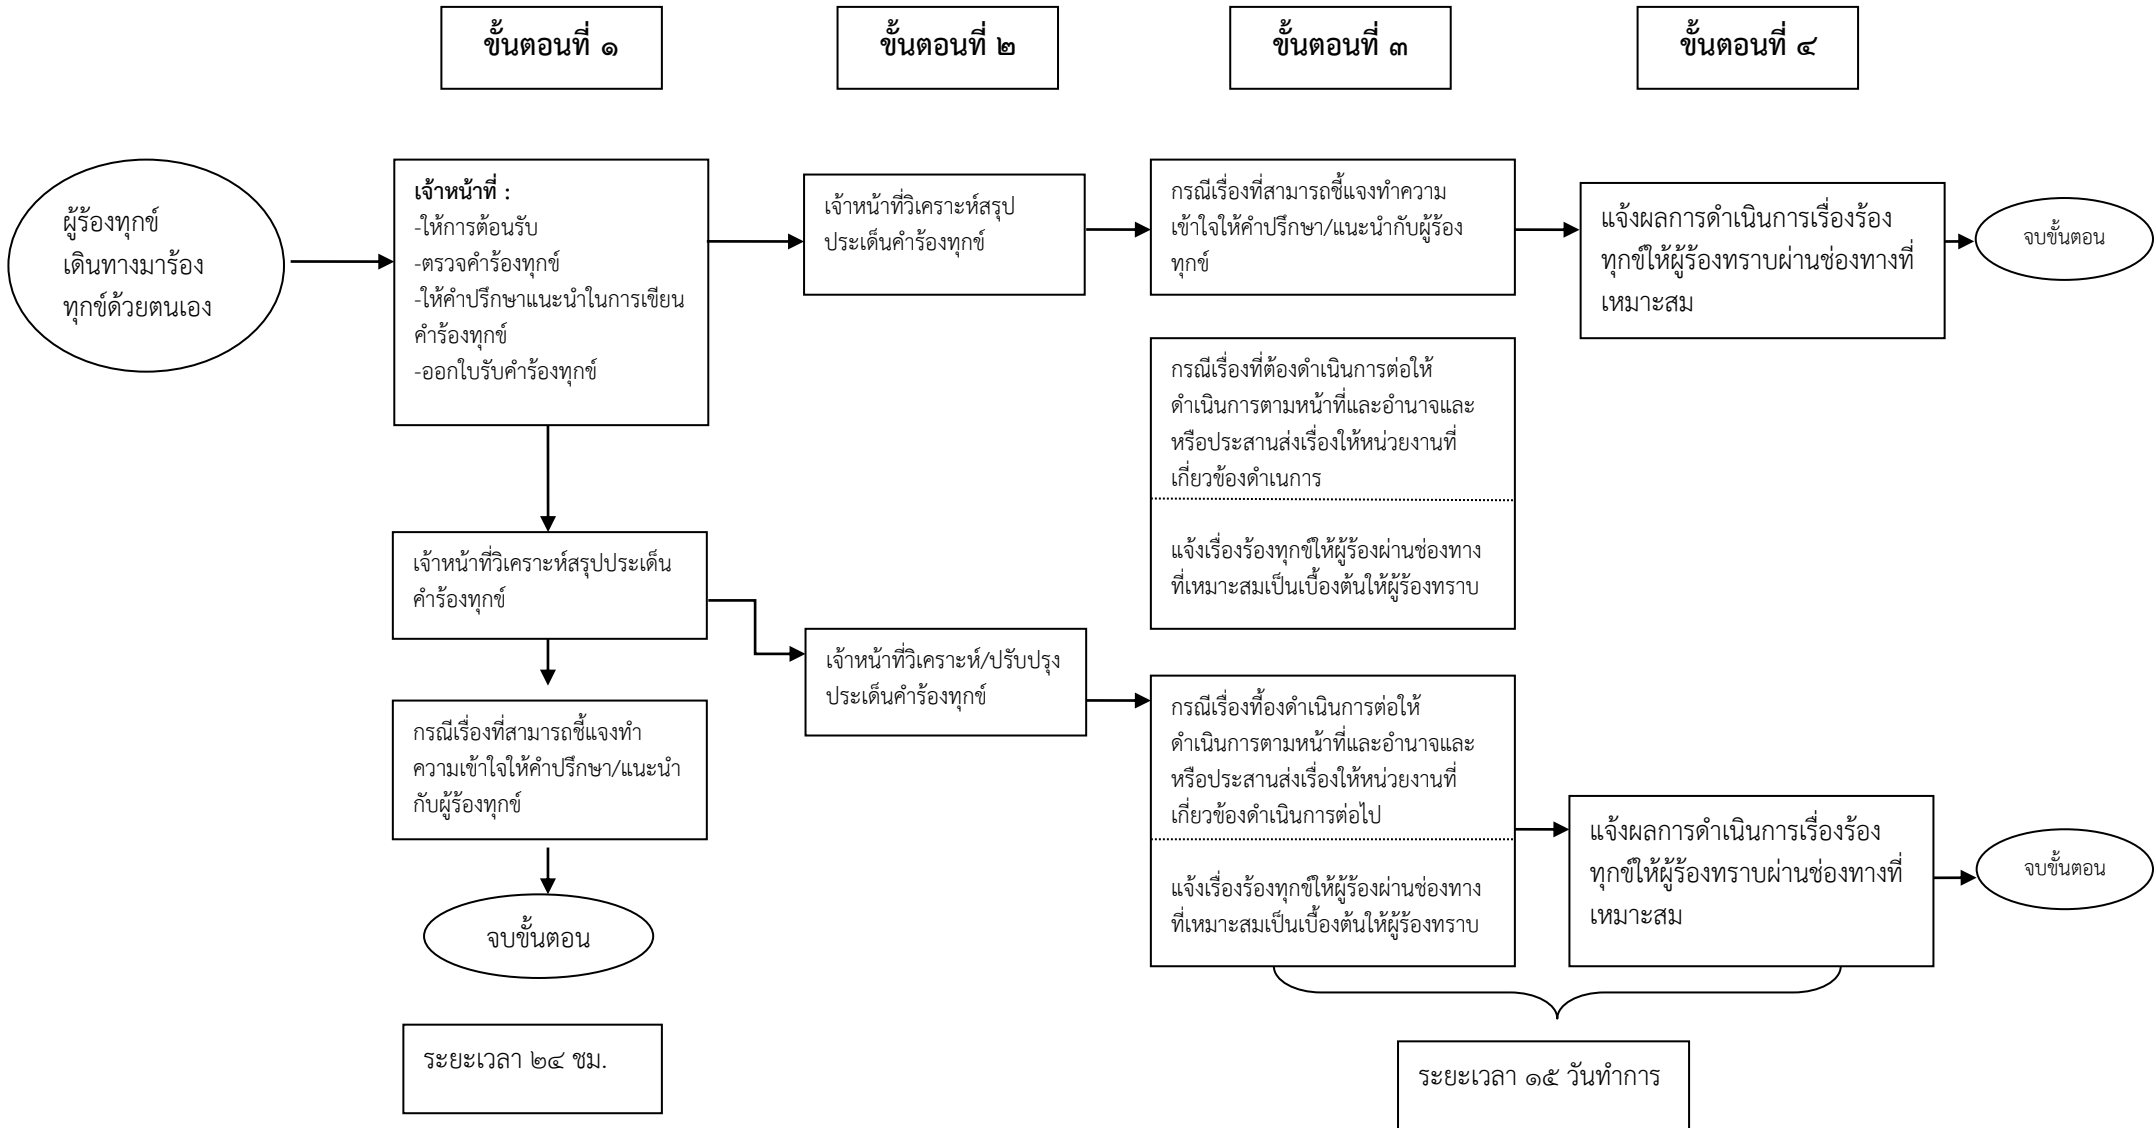 ขั้นตอนที่ ๑
ขั้นตอนที่ ๒
ขั้นตอนที่ ๓
ขั้นตอนที่ ๔
ผู้ร้องทุกข์
เดินทางมาร้อง
ทุกข์ด้วยตนเอง
เจ้าหน้าที่ :
-ให้การต้อนรับ
-ตรวจคำร้องทุกข์
-ให้คำปรึกษาแนะนำในการเขียน
คำร้องทุกข์
-ออกใบรับคำร้องทุกข์
เจ้าหน้าที่วิเคราะห์สรุป
ประเด็นคำร้องทุกข์
กรณีเรื่องที่สามารถชี้แจงทำความ
เข้าใจให้คำปรึกษา/แนะนำกับผู้ร้อง
ทุกข์
แจ้งผลการดำเนินการเรื่องร้อง
ทุกข์ให้ผู้ร้องทราบผ่านช่องทางที่
เหมาะสม
จบขั้นตอน
กรณีเรื่องที่ต้องดำเนินการต่อให้
ดำเนินการตามหน้าที่และอำนาจและ
หรือประสานส่งเรื่องให้หน่วยงานที่
เกี่ยวข้องดำเนการ
แจ้งเรื่องร้องทุกข์ให้ผู้ร้องผ่านช่องทาง
ที่เหมาะสมเป็นเบื้องต้นให้ผู้ร้องทราบ
เจ้าหน้าที่วิเคราะห์สรุปประเด็น
คำร้องทุกข์
เจ้าหน้าที่วิเคราะห์/ปรับปรุง
ประเด็นคำร้องทุกข์
กรณีเรื่องที่สามารถชี้แจงทำ
ความเข้าใจให้คำปรึกษา/แนะนำ
กับผู้ร้องทุกข์
จบขั้นตอน
กรณีเรื่องที้องดำเนินการต่อให้
ดำเนินการตามหน้าที่และอำนาจและ
หรือประสานส่งเรื่องให้หน่วยงานที่
เกี่ยวข้องดำเนินการต่อไป
แจ้งเรื่องร้องทุกข์ให้ผู้ร้องผ่านช่องทาง
ที่เหมาะสมเป็นเบื้องต้นให้ผู้ร้องทราบ
แจ้งผลการดำเนินการเรื่องร้อง
ทุกข์ให้ผู้ร้องทราบผ่านช่องทางที่
เหมาะสม
จบขั้นตอน
ระยะเวลา ๒๔ ชม.
ระยะเวลา ๑๕ วันทำการ